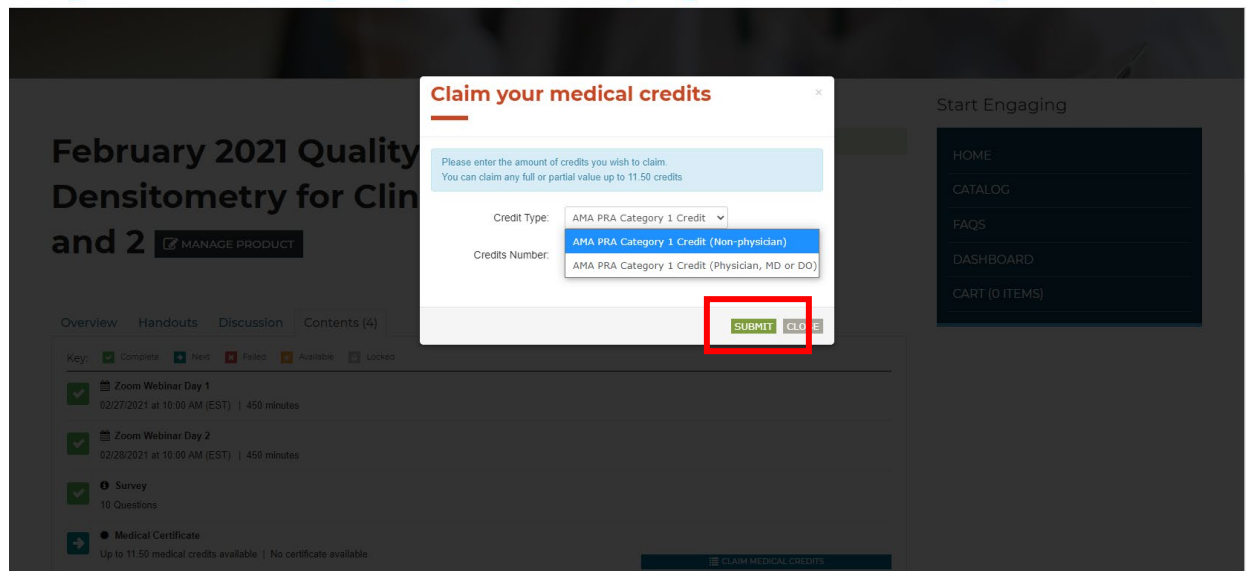 Claim your medical credits
×
Please enter the amount of credits you wish to claim.
You can claim any full or partial value up to 11.50 credits
Credit Type:
AMA PRA Category 1 Credit
AMA PRA Category 1 Credit (Non-physician)
AMA PRA Category 1 Credit (Physician, MD or DO)
Credits Number:
SUBMIT
CLOSE
February 2021 Quality
Densitometry for Clin
and 2
MANAGE PRODUCT
Overview
Handouts
Discussion
Contents (4)
Key:
Complete
Next
Failed
Available
Locked
Zoom Webinar Day 1
02/27/2021 at 10:00 AM (EST) | 450 minutes
Zoom Webinar Day 2
02/28/2021 at 10:00 AM (EST) | 450 minutes
Survey
10 Questions
Medical Certificate
Up to 11.50 medical credits available | No certificate available
CLAIM MEDICAL CREDITS
Start Engaging
HOME
CATALOG
FAQS
DASHBOARD
CART (0 ITEMS)